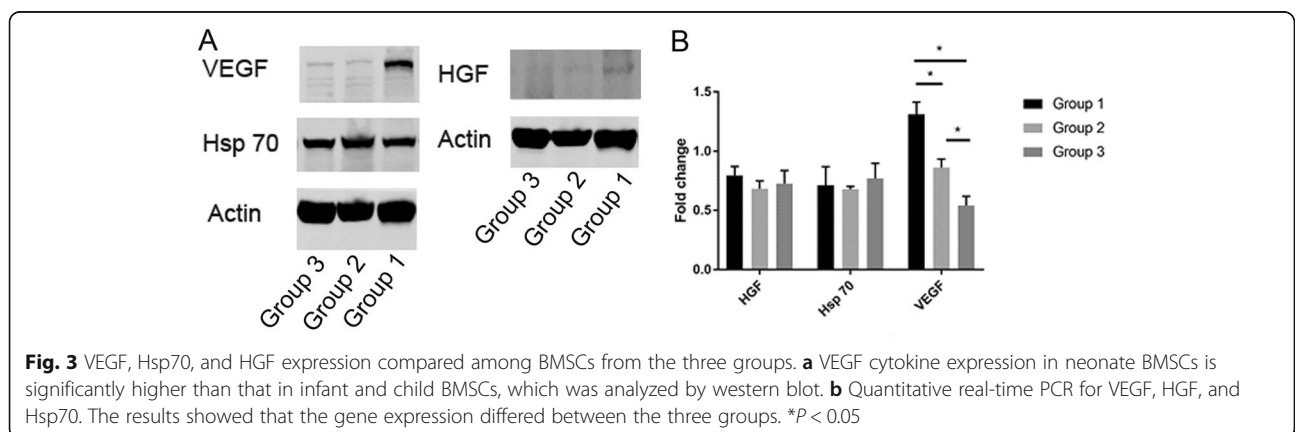 A
VEGF
Hsp 70
Actin
Group 3
Group 2
Group 1
HGF
Actin
Group 3
Group 2
Group 1
B
*
*
*
Fold change
1.5
1.0
0.5
0.0
HGF
Hsp 70
VEGF
Group 1
Group 2
Group 3
Fig. 3 VEGF, Hsp70, and HGF expression compared among BMSCs from the three groups. a VEGF cytokine expression in neonate BMSCs is
significantly higher than that in infant and child BMSCs, which was analyzed by western blot. b Quantitative real-time PCR for VEGF, HGF, and
Hsp70. The results showed that the gene expression differed between the three groups. *P < 0.05